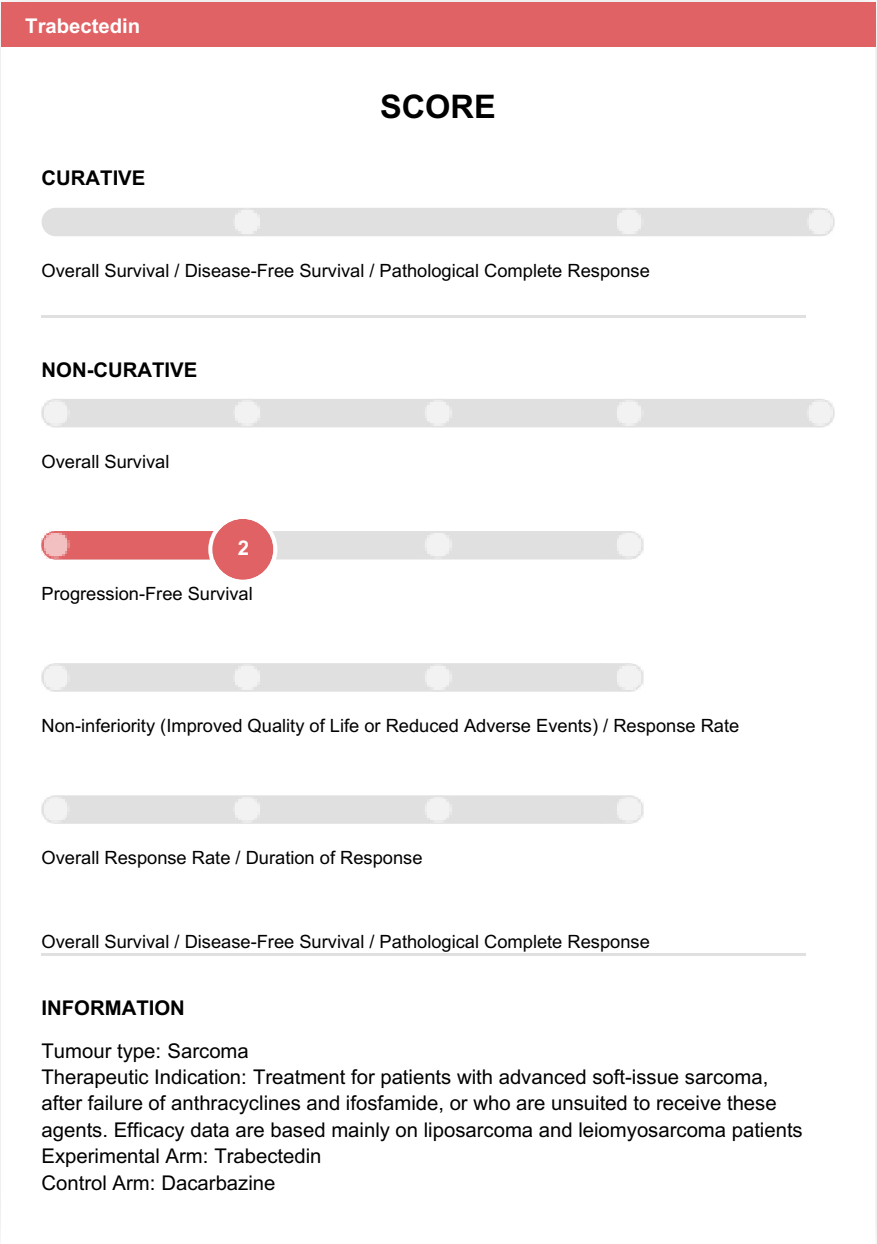 Trabectedin
SCORE
CURATIVE
Overall Survival / Disease-Free Survival / Pathological Complete Response
NON-CURATIVE
Overall Survival
2
Progression-Free Survival
Non-inferiority (Improved Quality of Life or Reduced Adverse Events) / Response Rate
Overall Response Rate / Duration of Response
Overall Survival / Disease-Free Survival / Pathological Complete Response
INFORMATION
Tumour type: Sarcoma
Therapeutic Indication: Treatment for patients with advanced soft-issue sarcoma,
after failure of anthracyclines and ifosfamide, or who are unsuited to receive these
agents. Efficacy data are based mainly on liposarcoma and leiomyosarcoma patients
Experimental Arm: Trabectedin
Control Arm: Dacarbazine